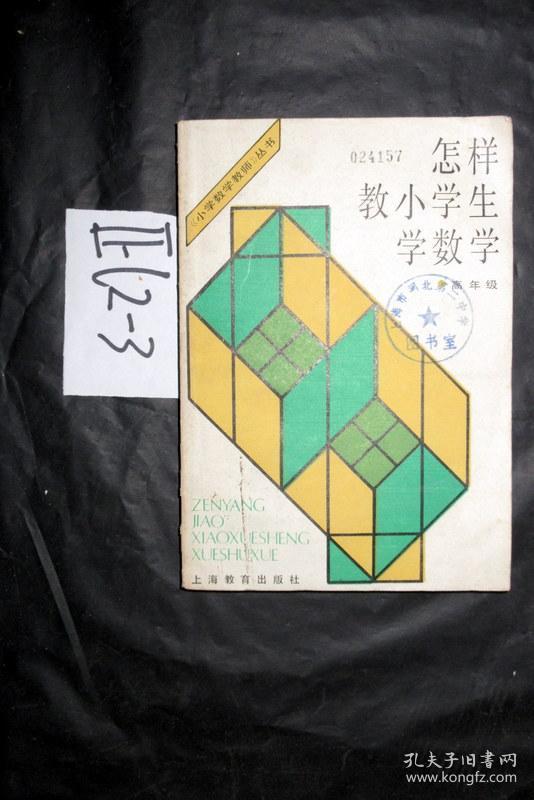 《小学数学教师》丛书
024157
怎样
教小学生
学数学
高年级
图书室
ZENYANG
JIAO
XIAOXUESHENG
XUESHUXUE
上海教育出版社
II-62-3
孔夫子旧书网
www.kongfz.com